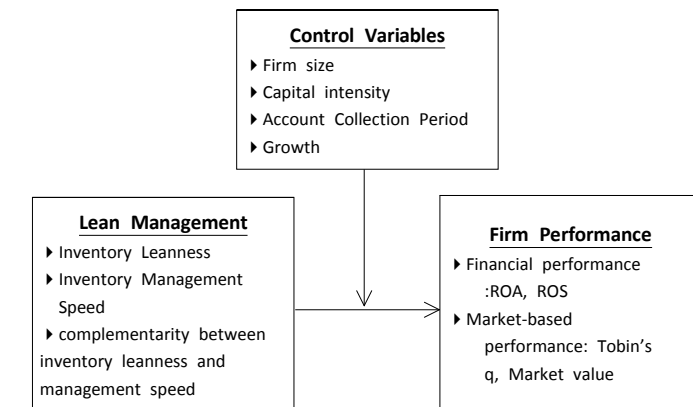 Control Variables
Firm size
Capital intensity
Account Collection Period
Growth
Lean Management
Inventory Leanness
Inventory Management
Speed
complementarity between
inventory leanness and
management speed
Firm Performance
Financial performance
:ROA, ROS
Market-based
performance: Tobin's
q, Market value